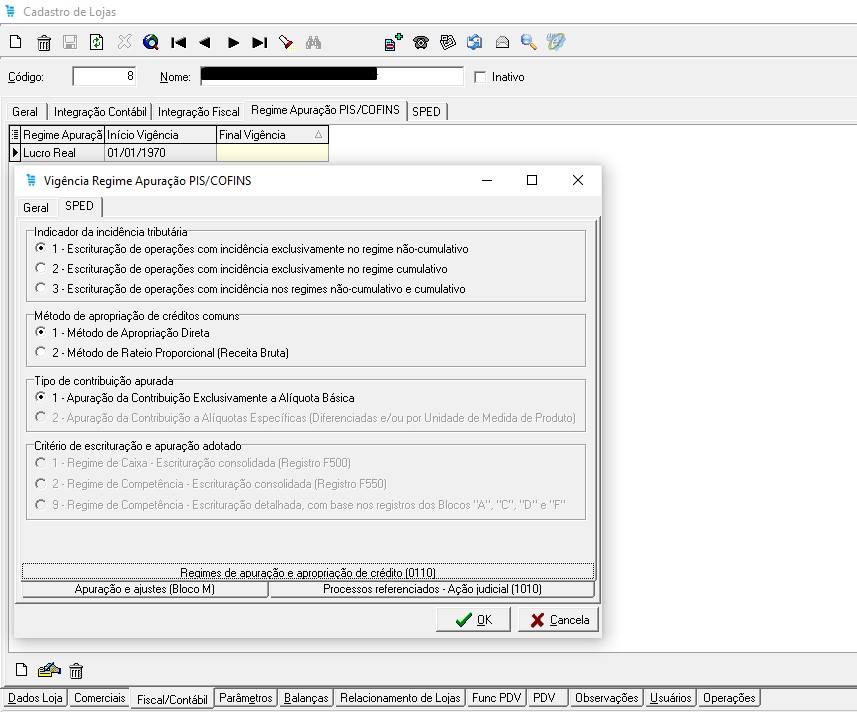 Cadastro de Lojas
Código: 8 Nome: Inativo
Geral Integração Contábil Integração Fiscal Regime Apuração PIS/COFINS SPED
Regime Apuraçã Início Vigência Final Vigência
Lucro Real 01/01/1970
Vigência Regime Apuração PIS/COFINS
Geral SPED
Indicador da incidência tributária
1 - Escrituração de operações com incidência exclusivamente no regime não-cumulativo
2 - Escrituração de operações com incidência exclusivamente no regime cumulativo
3 - Escrituração de operações com incidência nos regimes não-cumulativo e cumulativo
Método de apropriação de créditos comuns
1 - Método de Apropriação Direta
2 - Método de Rateio Proporcional (Receita Bruta)
Tipo de contribuição apurada
1 - Apuração da Contribuição Exclusivamente a Alíquota Básica
2 - Apuração da Contribuição a Alíquotas Específicas (Diferenciadas e/ou por Unidade de Medida de Produto)
Critério de escrituração e apuração adotado
1 - Regime de Caixa - Escrituração consolidada (Registro F500)
2 - Regime de Competência - Escrituração consolidada (Registro F550)
9 - Regime de Competência - Escrituração detalhada, com base nos registros dos Blocos "A", "C", "D" e "F"
Regimes de apuração e apropriação de crédito (0110)
Apuração e ajustes (Bloco M) Processos referenciados - Ação judicial (1010)
OK Cancela
Dados Loja Comerciais Fiscal/Contábil Parâmetros Balanças Relacionamento de Lojas Func PDV PDV Observações Usuários Operações